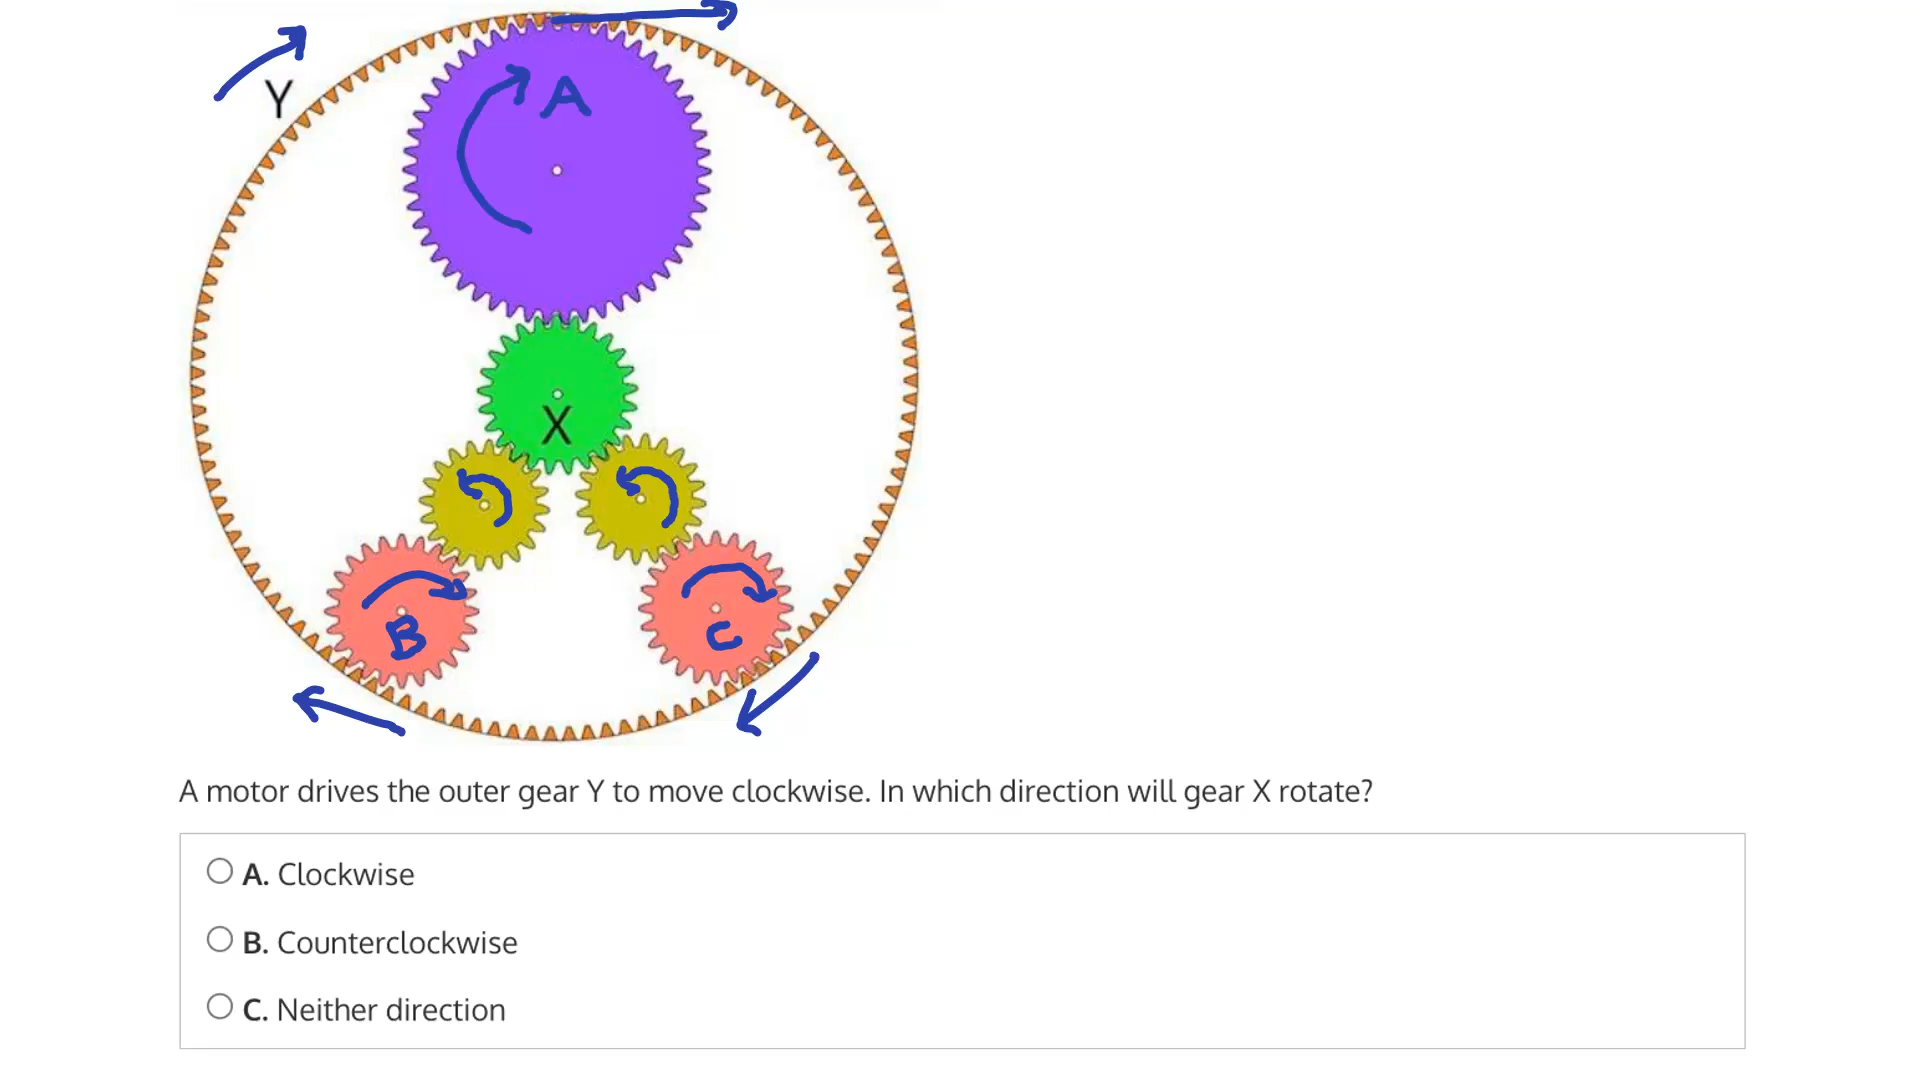 A
Y
X
B
C
A motor drives the outer gear Y to move clockwise. In which direction will gear X rotate?
A. Clockwise
B. Counterclockwise
C. Neither direction